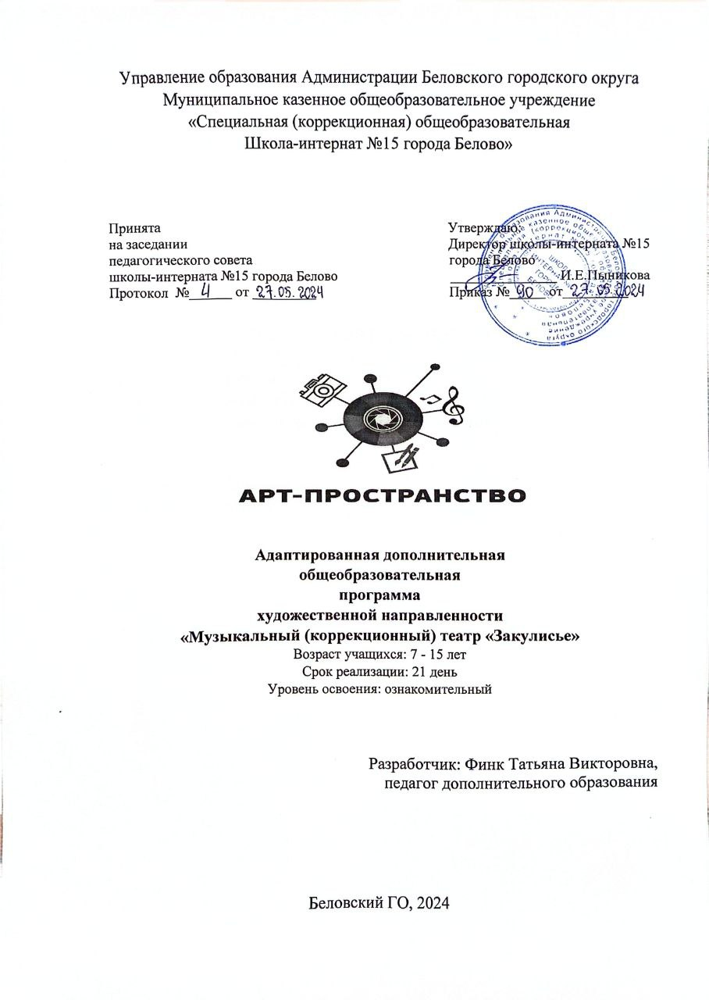 Управление образования Администрации Беловского городского округа
Муниципальное казенное общеобразовательное учреждение
«Специальная (коррекционная) общеобразовательная
Школа-интернат №15 города Белово»
Принята
на заседании
педагогического совета
школы-интерната №15 города Белово
Протокол №___4___ от 27.05.2024
Утверждаю:
Директор школы-интерната №15
города Белово
_______________ И.Е.Пыникова
Приказ № 90 от 27.05.2024
АРТ-ПРОСТРАНСТВО
Адаптированная дополнительная
общеобразовательная
программа
художественной направленности
«Музыкальный (коррекционный) театр «Закулисье»
Возраст учащихся: 7 - 15 лет
Срок реализации: 21 день
Уровень освоения: ознакомительный
Разработчик: Финк Татьяна Викторовна,
педагог дополнительного образования
Беловский ГО, 2024